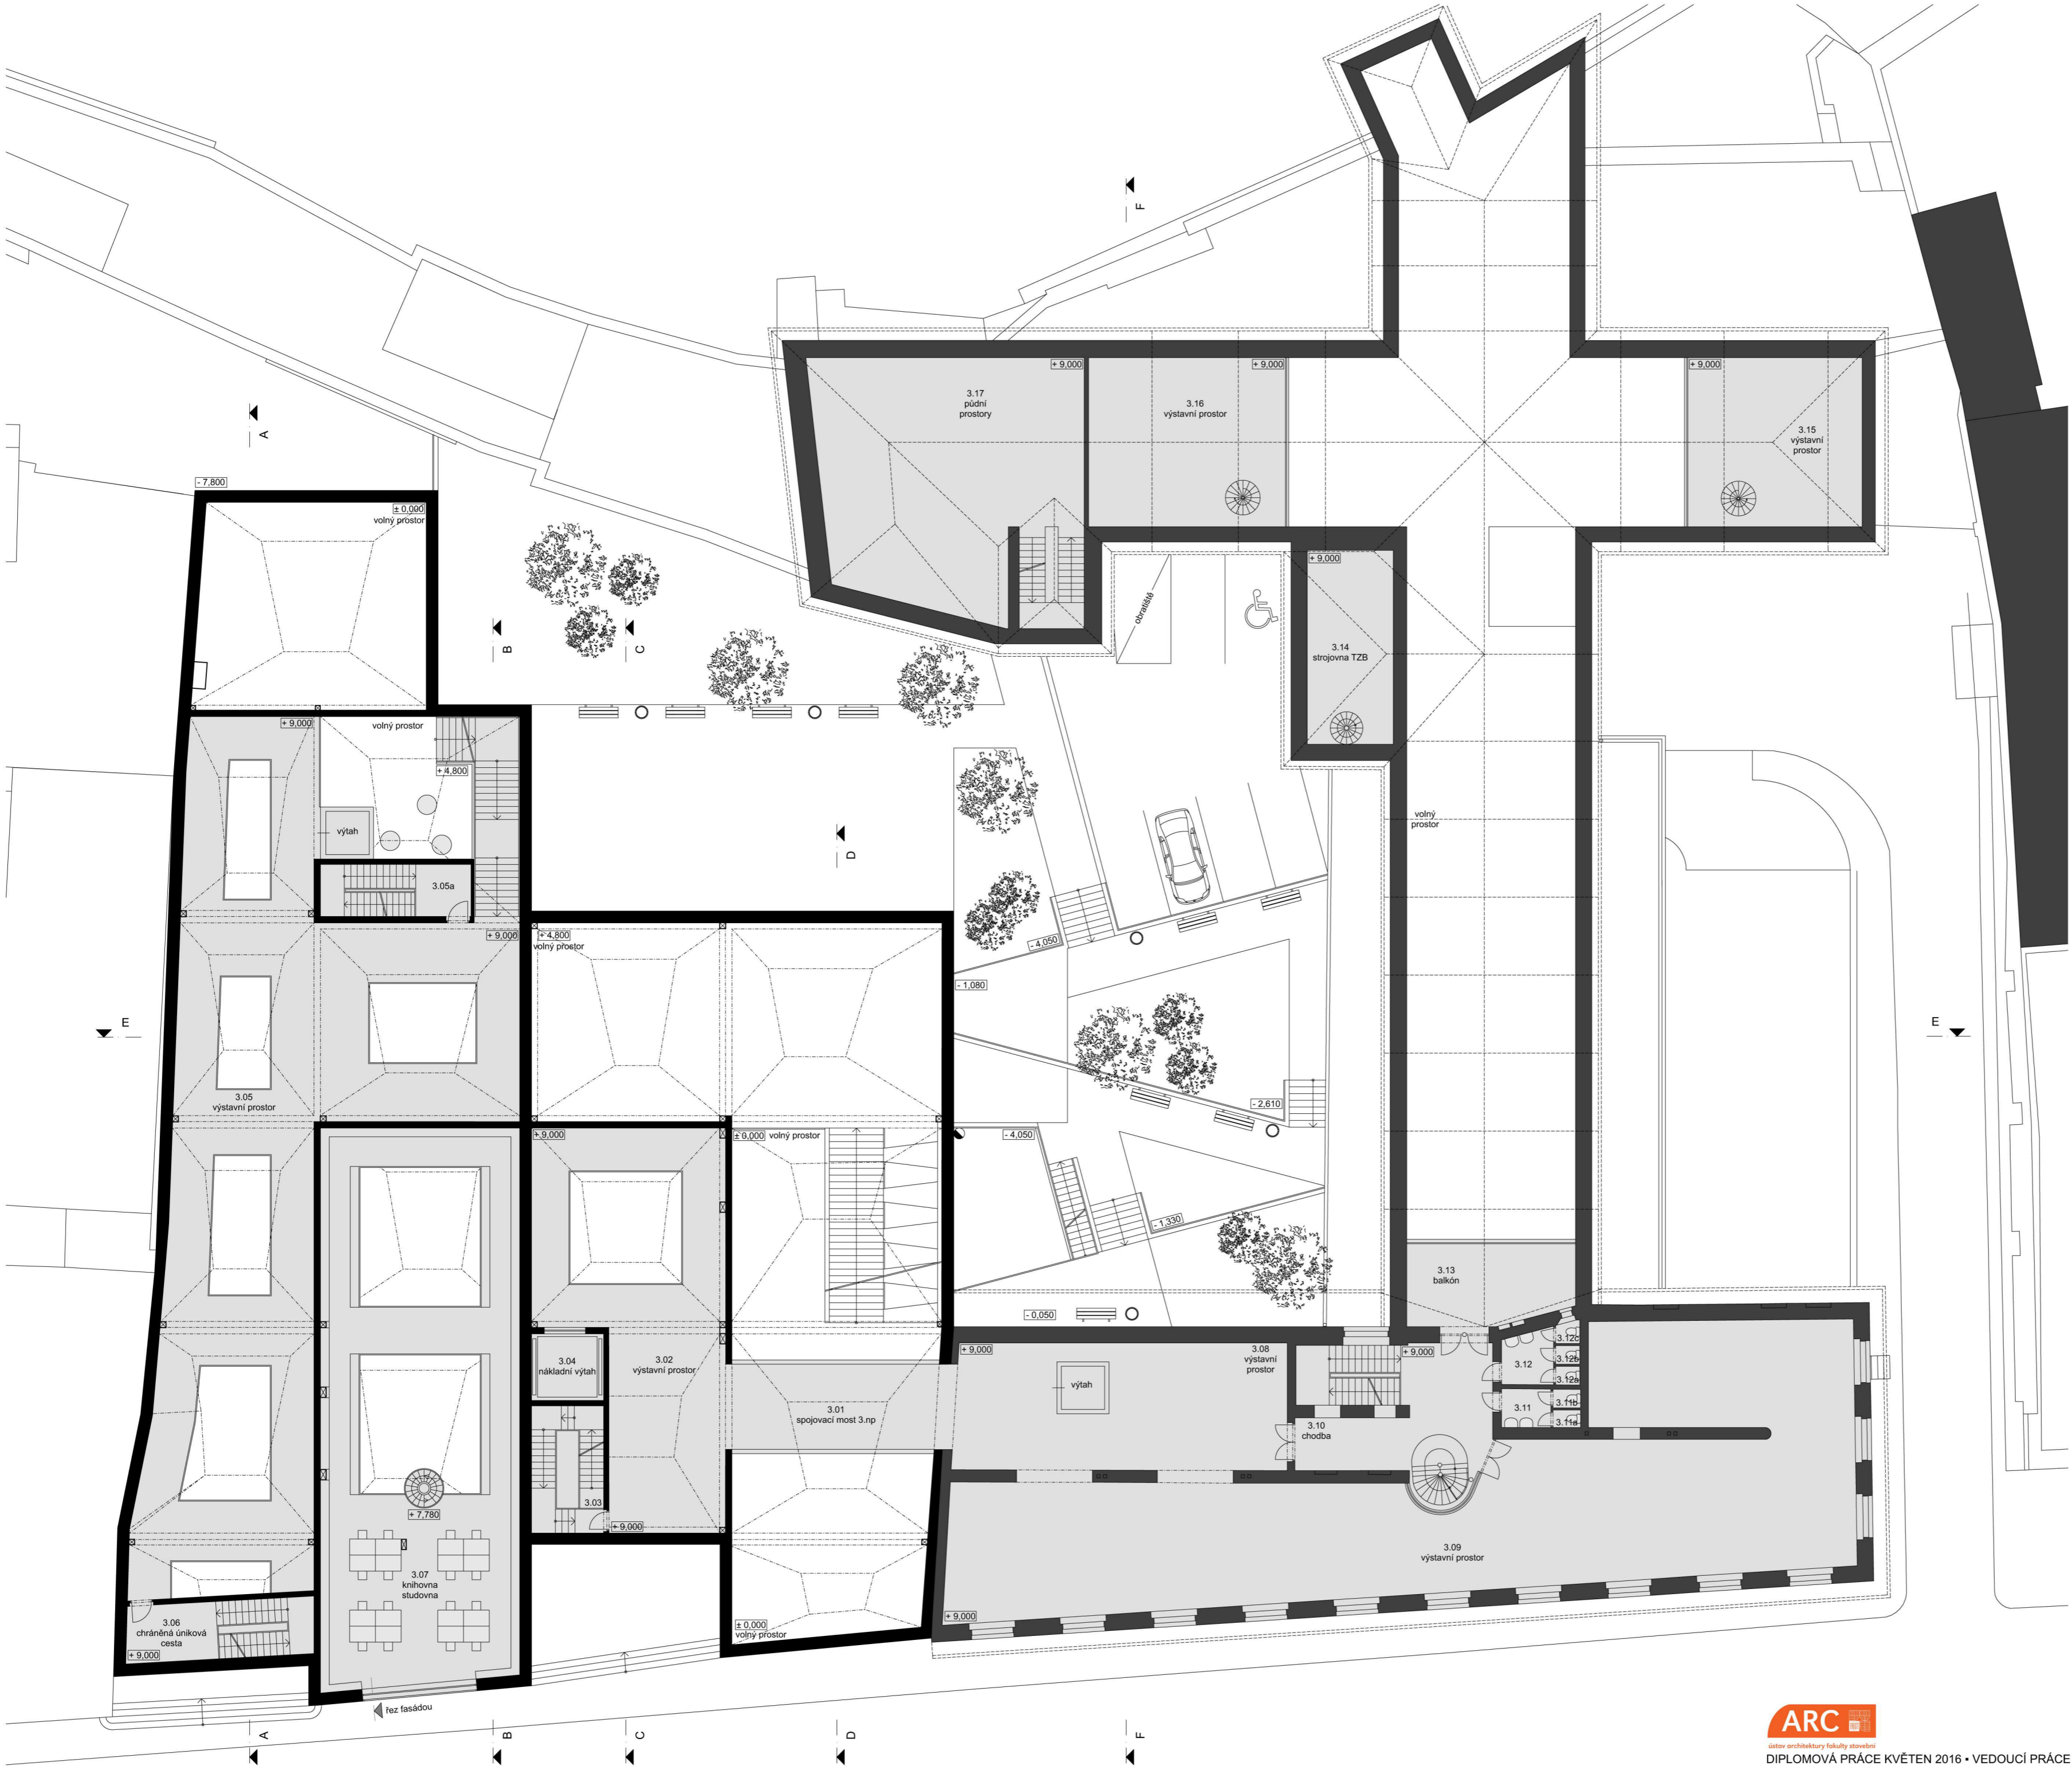 F
+ 9,000
+ 9,000
+ 9,000
3.17
půdní
prostory
3.16
výstavní prostor
3.15
výstavní
prostor
A
- 7,800
± 0,000
volný prostor
B
C
obratiště
+ 9,000
3.14
strojovna TZB
+ 9,000
volný prostor
+ 4,800
výtah
3.05a
D
volný
prostor
+ 9,000
+ 4,800
volný prostor
- 4,050
- 1,080
E
E
3.05
výstavní prostor
- 2,610
+ 9,000
± 0,000
volný prostor
- 4,050
- 1,330
3.13
balkón
- 0,050
3.04
nákladní výtah
3.02
výstavní prostor
+ 9,000
3.08
výstavní
prostor
+ 9,000
výtah
3.12
3.12c
3.12b
3.12a
3.11
3.11b
3.11a
3.01
spojovací most 3.np
3.10
chodba
3.03
+ 9,000
+ 7,780
3.07
knihovna
studovna
3.09
výstavní prostor
3.06
chráněná úniková
cesta
+ 9,000
± 0,000
volný prostor
+ 9,000
řez fasádou
A
B
C
D
F
ARC
ústav architektury fakulty stavební
DIPLOMOVÁ PRÁCE KVĚTEN 2016 • VEDOUCÍ PRÁCE